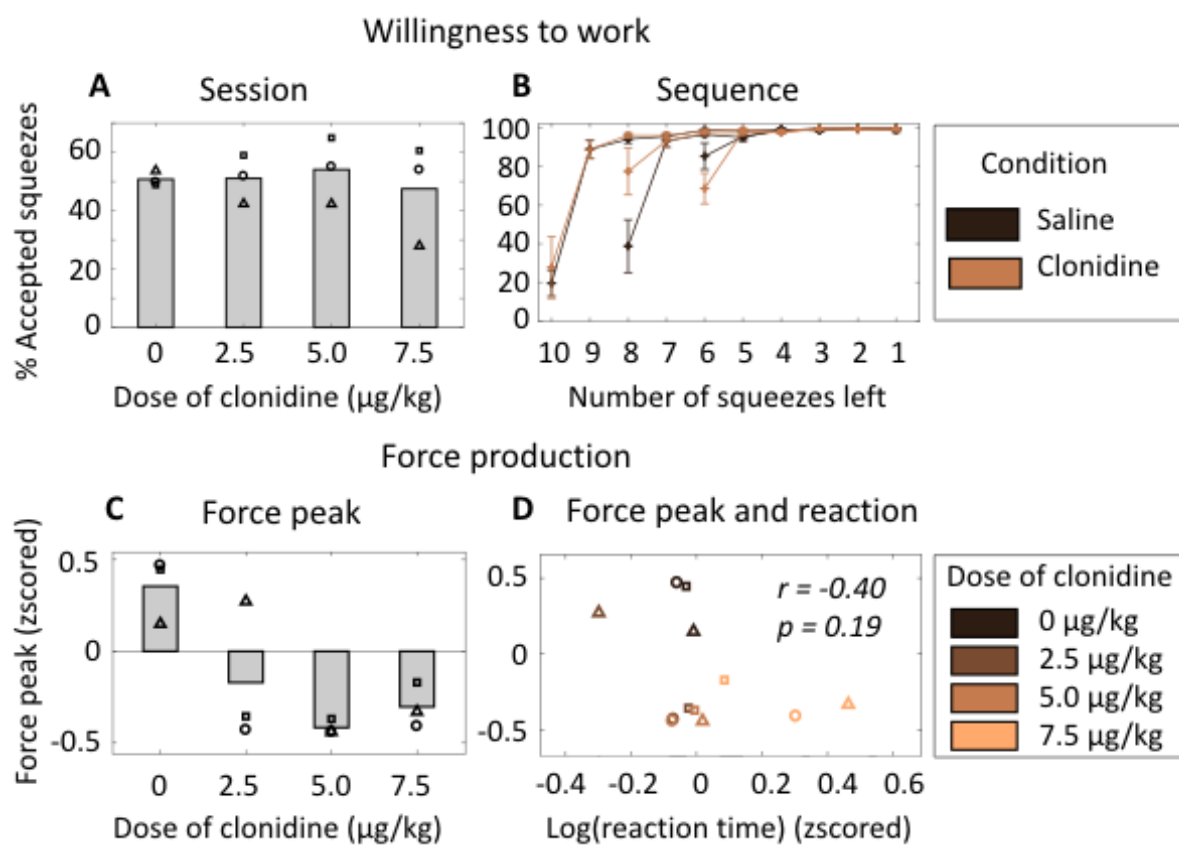 Willingness to work
A Session
% Accepted squeezes
60
40
20
0
0 2.5 5.0 7.5
Dose of clonidine (µg/kg)
B Sequence
100
80
60
40
20
0
10 9 8 7 6 5 4 3 2 1
Number of squeezes left
Condition
Saline
Clonidine
Force production
C Force peak
Force peak (zscored)
0.5
0
-0.5
0 2.5 5.0 7.5
Dose of clonidine (µg/kg)
D Force peak and reaction
r = -0.40
p = 0.19
0.5
0
-0.5
-0.4 -0.2 0 0.2 0.4 0.6
Log(reaction time) (zscored)
Dose of clonidine
0 µg/kg
2.5 µg/kg
5.0 µg/kg
7.5 µg/kg